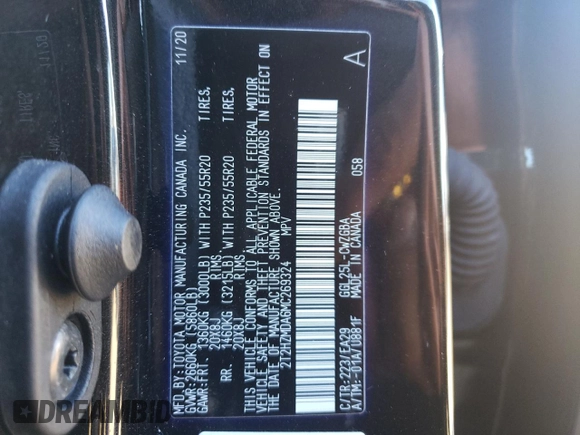 MFD.BY:TOYOTA MOTOR MANUFACTURING CANADA INC. 11/20
GVWR:2660KG (5860LB)
GAWR:FRT. 1360KG (3000LB) WITH P235/55R20 TIRES,
20X8J RIMS
RR. 1460KG (3215LB) WITH P235/55R20 TIRES,
20X8J RIMS
THIS VEHICLE CONFORMS TO ALL APPLICABLE FEDERAL MOTOR
VEHICLE SAFETY AND THEFT PREVENTION STANDARDS IN EFFECT ON
THE DATE OF MANUFACTURE SHOWN ABOVE.
2T2HZMDA6MC269324 MPV A
C/TR:223/EA29 GGL25L-CWZGBA
A/TM:-01A/U881F MADE IN CANADA 058
DREAMBID